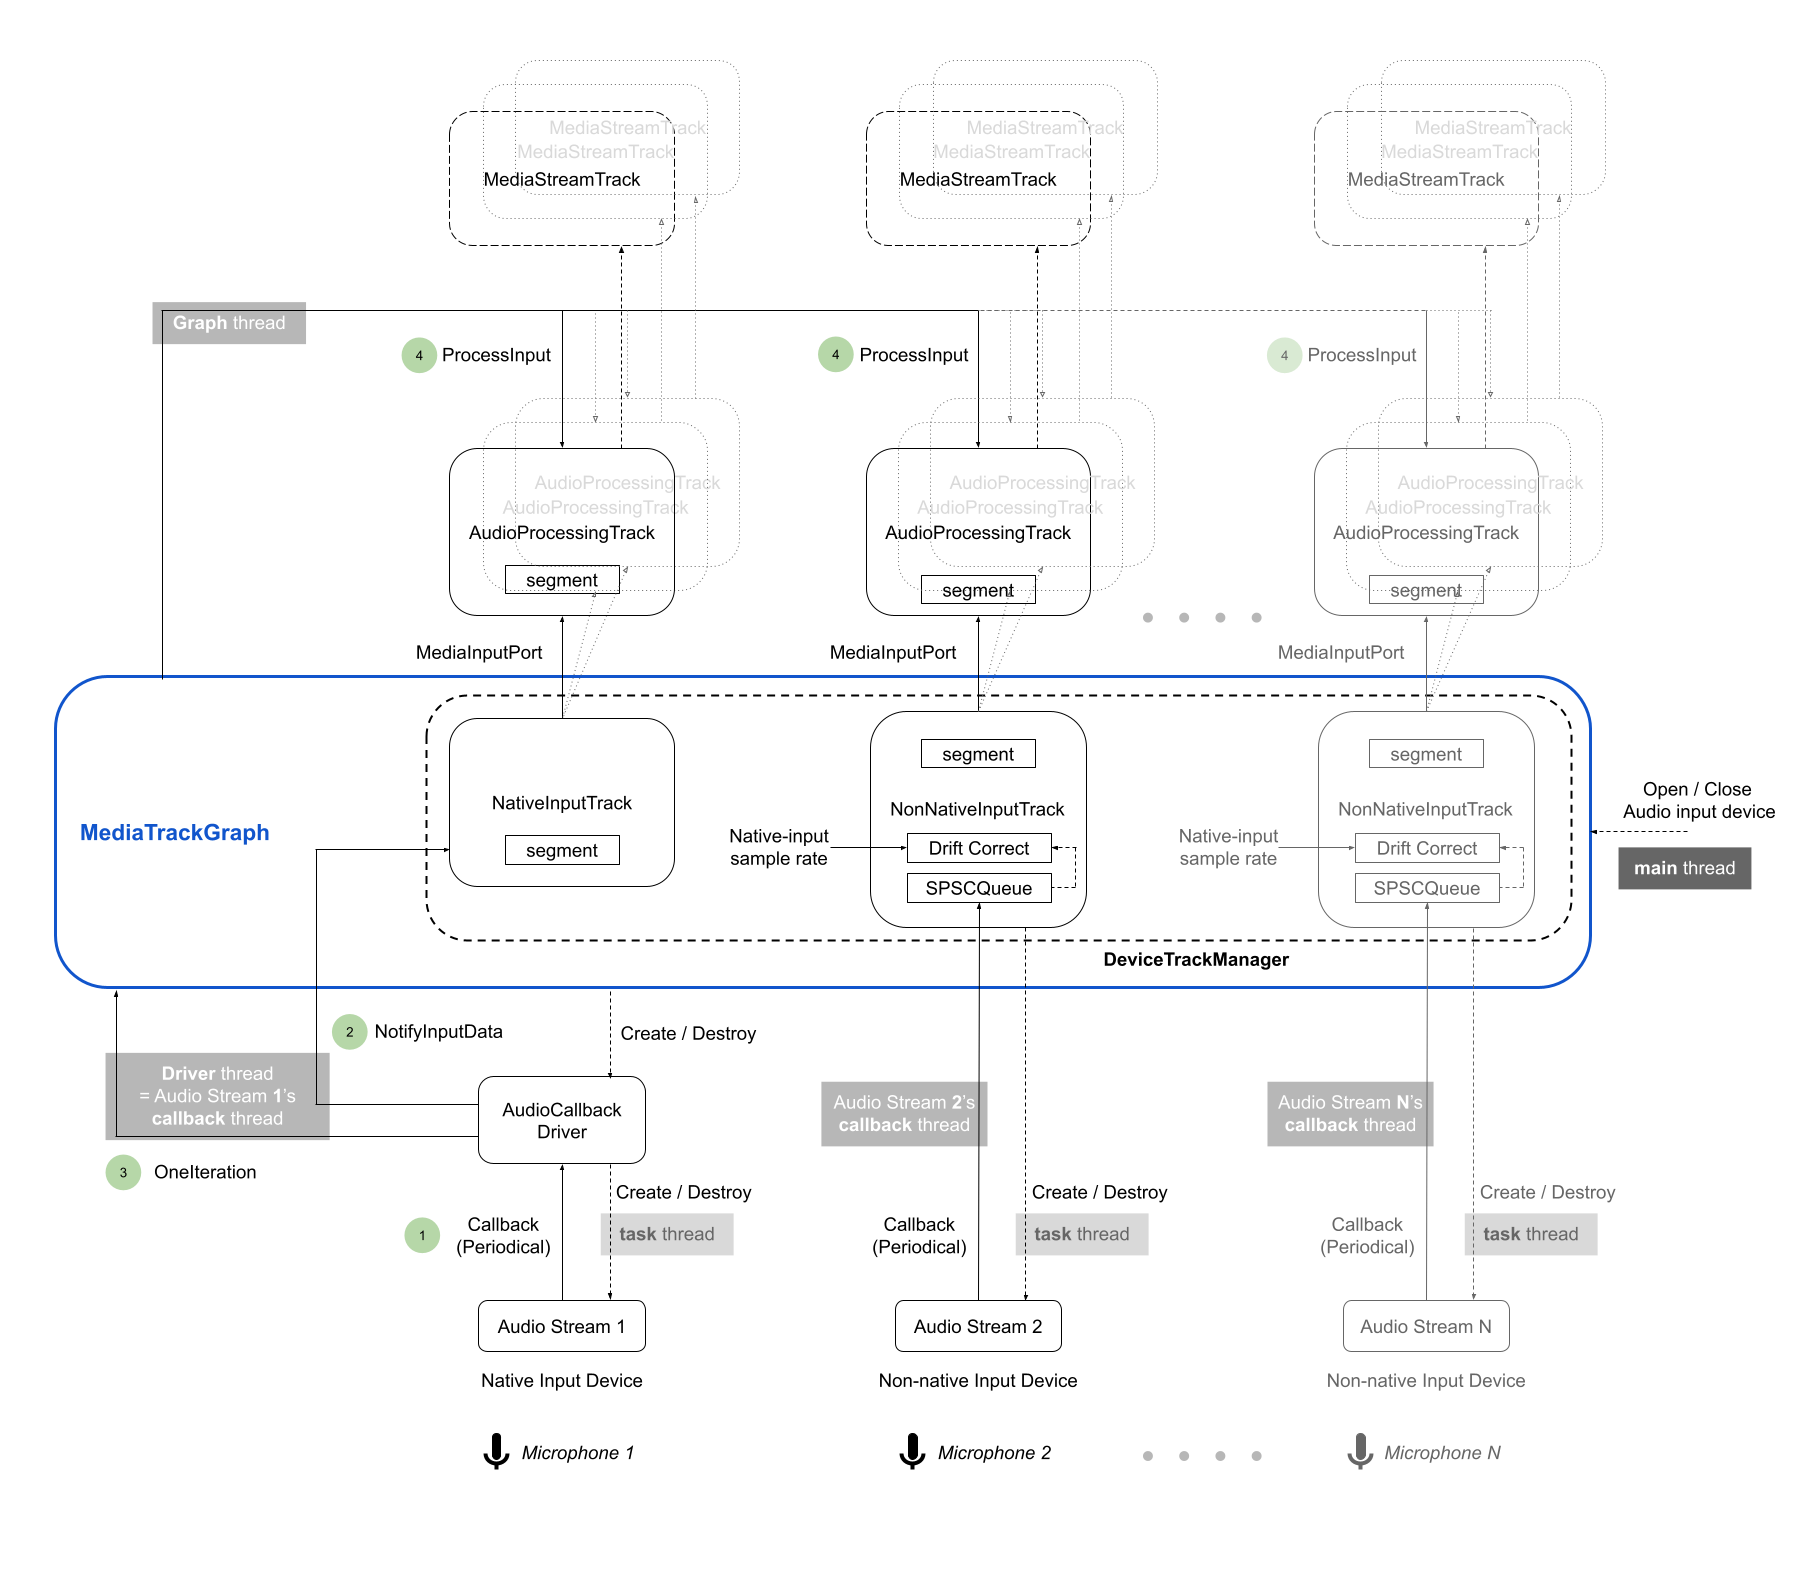 MediaStreamTrack
MediaStreamTrack
MediaStreamTrack
MediaStreamTrack
MediaStreamTrack
MediaStreamTrack
MediaStreamTrack
MediaStreamTrack
MediaStreamTrack
Graph thread
4 ProcessInput
4 ProcessInput
4 ProcessInput
AudioProcessingTrack
AudioProcessingTrack
AudioProcessingTrack
segment
AudioProcessingTrack
AudioProcessingTrack
AudioProcessingTrack
segment
AudioProcessingTrack
AudioProcessingTrack
AudioProcessingTrack
segment
MediaInputPort
MediaInputPort
MediaInputPort
MediaTrackGraph
NativeInputTrack
segment
segment
NonNativeInputTrack
Native-input
sample rate
Drift Correct
SPSCQueue
segment
NonNativeInputTrack
Native-input
sample rate
Drift Correct
SPSCQueue
Open / Close
Audio input device
main thread
DeviceTrackManager
2 NotifyInputData
Create / Destroy
Driver thread
= Audio Stream 1's
callback thread
AudioCallback
Driver
Audio Stream 2's
callback thread
Audio Stream N's
callback thread
3 OneIteration
Create / Destroy
1
Callback
(Periodical)
task thread
Create / Destroy
Callback
(Periodical)
task thread
Create / Destroy
Callback
(Periodical)
task thread
Audio Stream 1
Audio Stream 2
Audio Stream N
Native Input Device
Non-native Input Device
Non-native Input Device
Microphone 1
Microphone 2
Microphone N